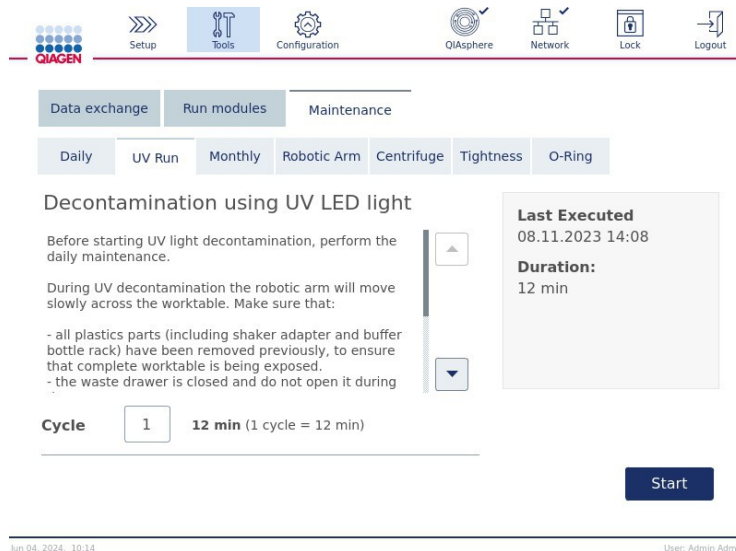 QIAGEN
Setup
Tools
Configuration
QIAsphere
Network
Lock
Logout
Data exchange
Run modules
Maintenance
Daily
UV Run
Monthly
Robotic Arm
Centrifuge
Tightness
O-Ring
Decontamination using UV LED light
Before starting UV light decontamination, perform the
daily maintenance.
During UV decontamination the robotic arm will move
slowly across the worktable. Make sure that:
- all plastics parts (including shaker adapter and buffer
bottle rack) have been removed previously, to ensure
that complete worktable is being exposed.
- the waste drawer is closed and do not open it during
Last Executed
08.11.2023 14:08
Duration:
12 min
Cycle
1
12 min (1 cycle = 12 min)
Start
Jun 04. 2024. 10:14
User: Admin Adm